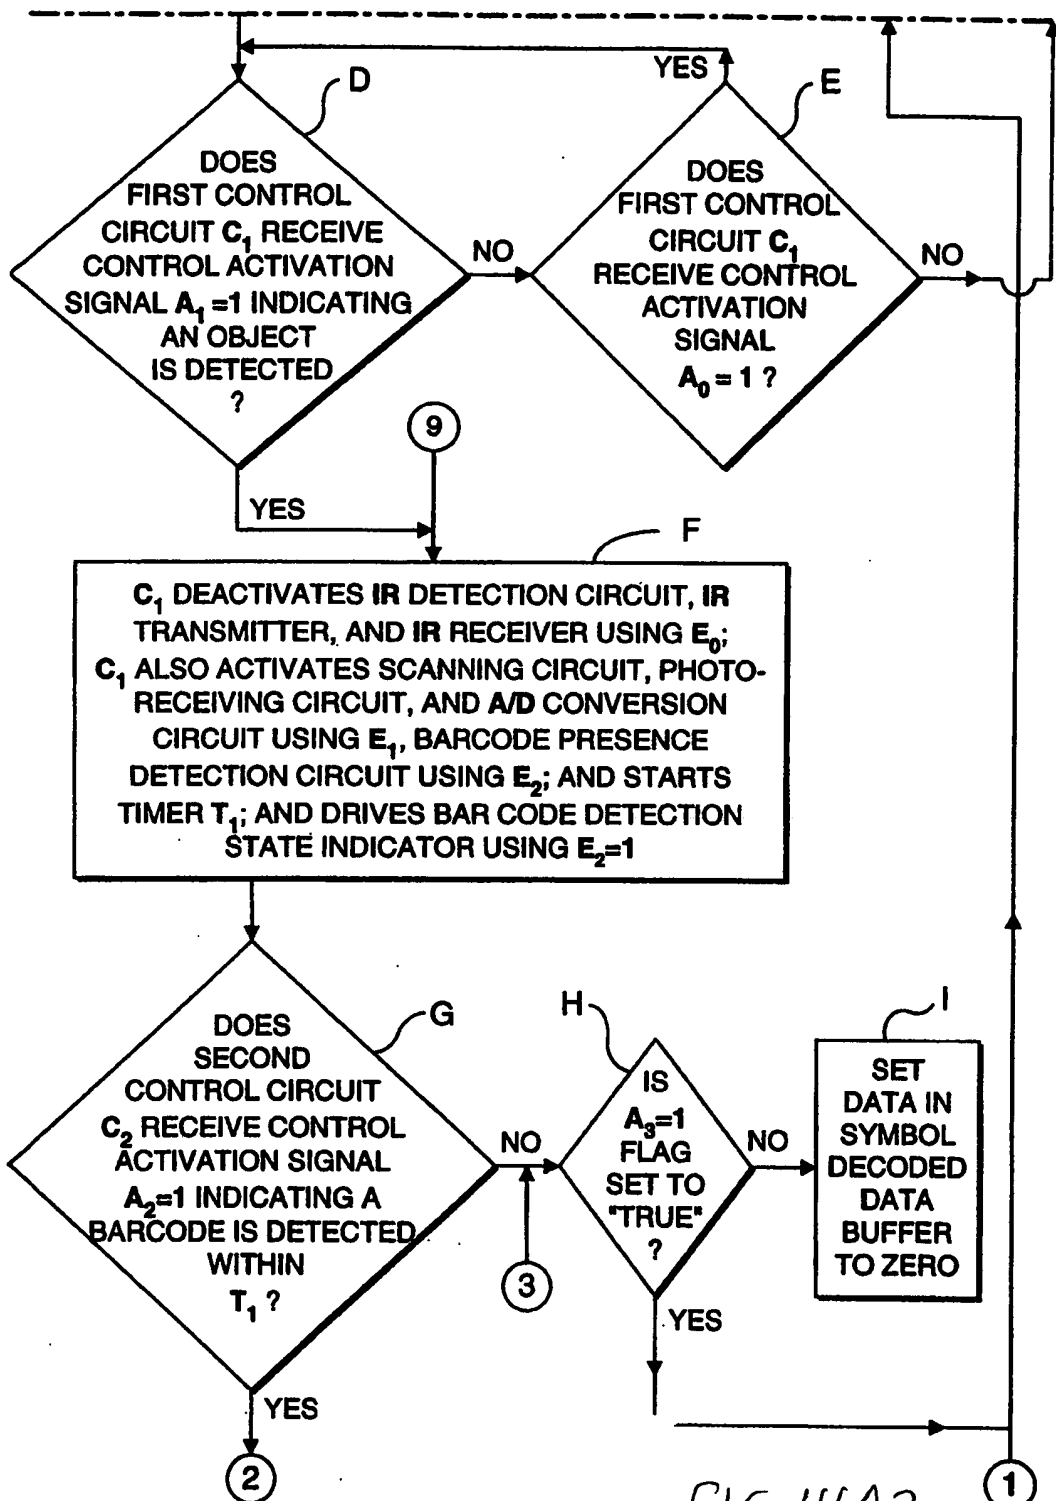 YES
D
E
DOES
FIRST CONTROL
CIRCUIT C₁ RECEIVE
CONTROL ACTIVATION
SIGNAL A₁ =1 INDICATING
AN OBJECT
IS DETECTED
?
NO
DOES
FIRST CONTROL
CIRCUIT C₁
RECEIVE CONTROL
ACTIVATION
SIGNAL
A₀ = 1 ?
NO
9
YES
F
C₁ DEACTIVATES IR DETECTION CIRCUIT, IR
TRANSMITTER, AND IR RECEIVER USING E₀;
C₁ ALSO ACTIVATES SCANNING CIRCUIT, PHOTO-
RECEIVING CIRCUIT, AND A/D CONVERSION
CIRCUIT USING E₁, BARCODE PRESENCE
DETECTION CIRCUIT USING E₂; AND STARTS
TIMER T₁; AND DRIVES BAR CODE DETECTION
STATE INDICATOR USING E₂=1
G
DOES
SECOND
CONTROL CIRCUIT
C₂ RECEIVE CONTROL
ACTIVATION SIGNAL
A₂=1 INDICATING A
BARCODE IS DETECTED
WITHIN
T₁ ?
NO
3
YES
2
H
IS
A₃=1
FLAG
SET TO
"TRUE"
?
NO
YES
I
SET
DATA IN
SYMBOL
DECODED
DATA
BUFFER
TO ZERO
1